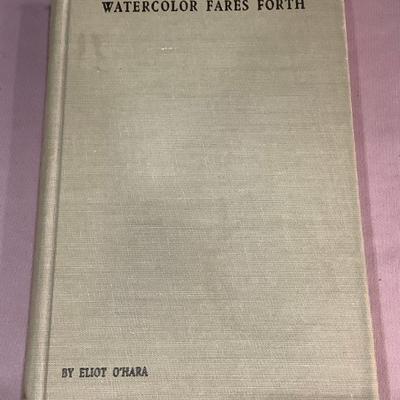 WATERCOLOR FARES FORTH
BY ELIOT O'HARA